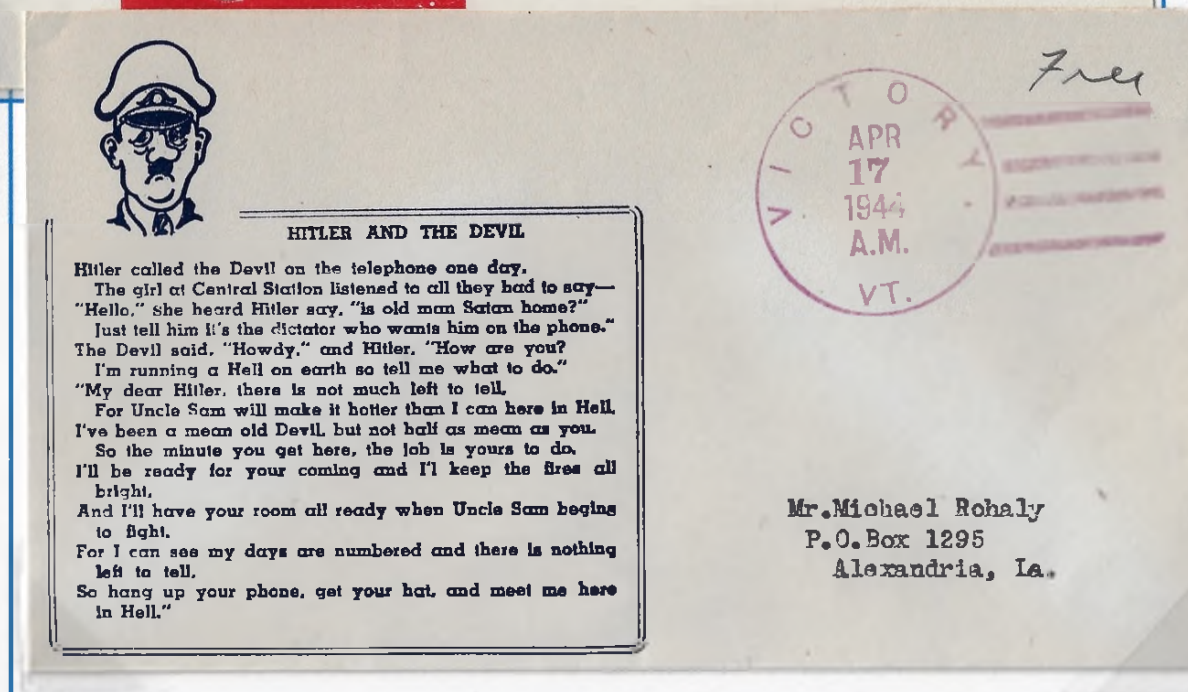 Free
VICTORY
APR
17
1944
A.M.
VT.
HITLER AND THE DEVIL
Hitler called the Devil on the telephone one day.
The girl at Central Station listened to all they had to say—
"Hello," she heard Hitler say, "is old man Satan home?"
Just tell him it's the dictator who wants him on the phone."
The Devil said, "Howdy," and Hitler, "How are you?
I'm running a Hell on earth so tell me what to do."
"My dear Hitler, there is not much left to tell,
For Uncle Sam will make it hotter than I can here in Hell.
I've been a mean old Devil, but not half as mean as you.
So the minute you get here, the job is yours to do.
I'll be ready for your coming and I'l keep the fires all
bright,
And I'll have your room all ready when Uncle Sam begins
to fight.
For I can see my days are numbered and there is nothing
left to tell,
So hang up your phone, get your hat, and meet me here
in Hell."
Mr.Michael Rohaly
P.O.Box 1295
Alexandria, La.